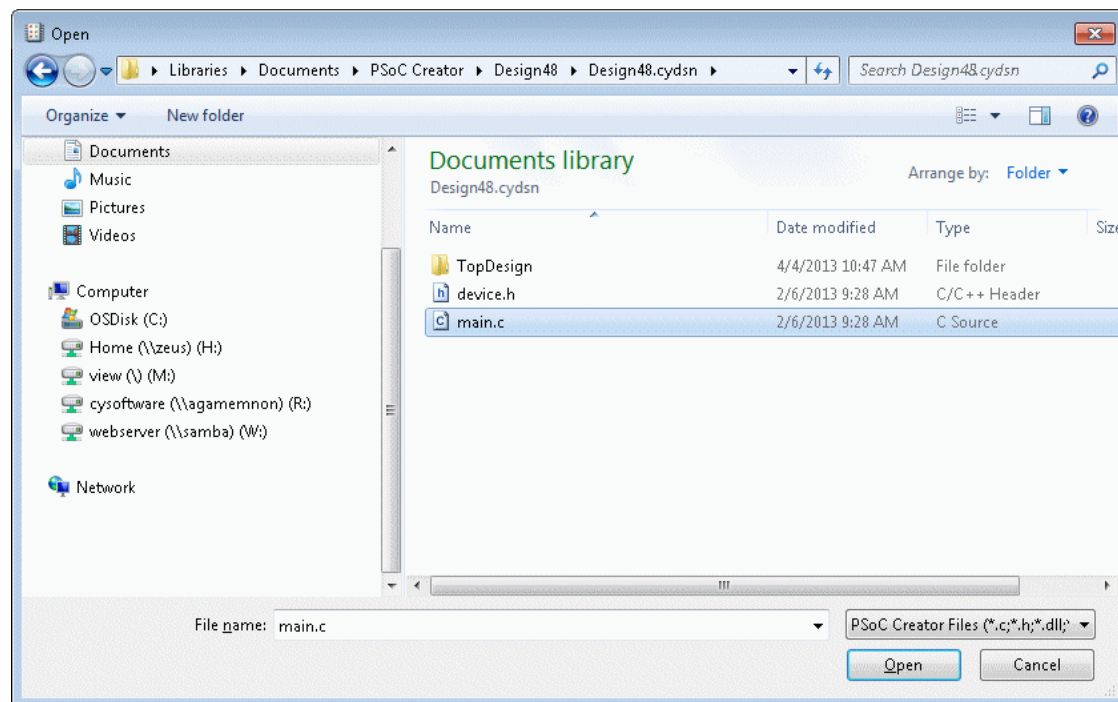 Open
Libraries Documents PSoC Creator Design48 Design48.cydsn
Search Design48.cydsn
Organize New folder
Documents
Music
Pictures
Videos
Computer
OSDisk (C:)
Home (\\zeus) (H:)
view (\) (M:)
cysoftware (\\agamemnon) (R:)
webserver (\\samba) (W:)
Network
Documents library
Design48.cydsn
Arrange by: Folder
Name Date modified Type Size
TopDesign 4/4/2013 10:47 AM File folder
device.h 2/6/2013 9:28 AM C/C++ Header
main.c 2/6/2013 9:28 AM C Source
File name: main.c
PSoC Creator Files (*.c;*.h;*.dll;
Open Cancel